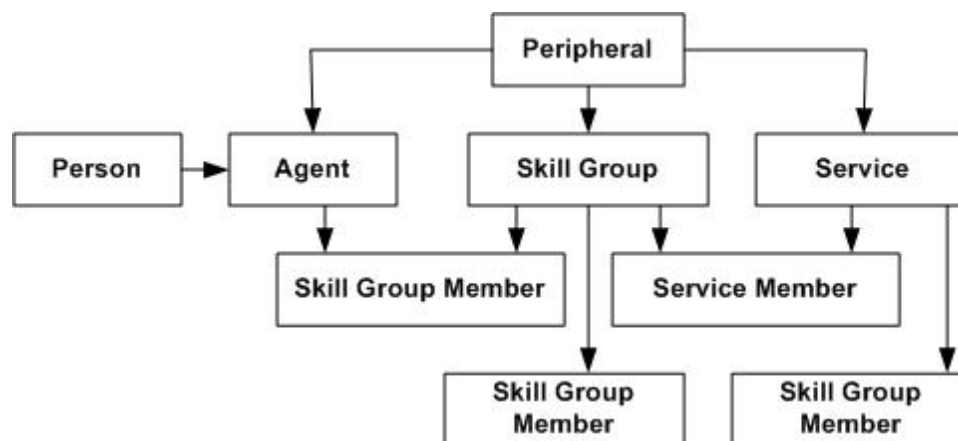 Peripheral
Person
Agent
Skill Group
Service
Skill Group Member
Service Member
Skill Group
Member
Skill Group
Member